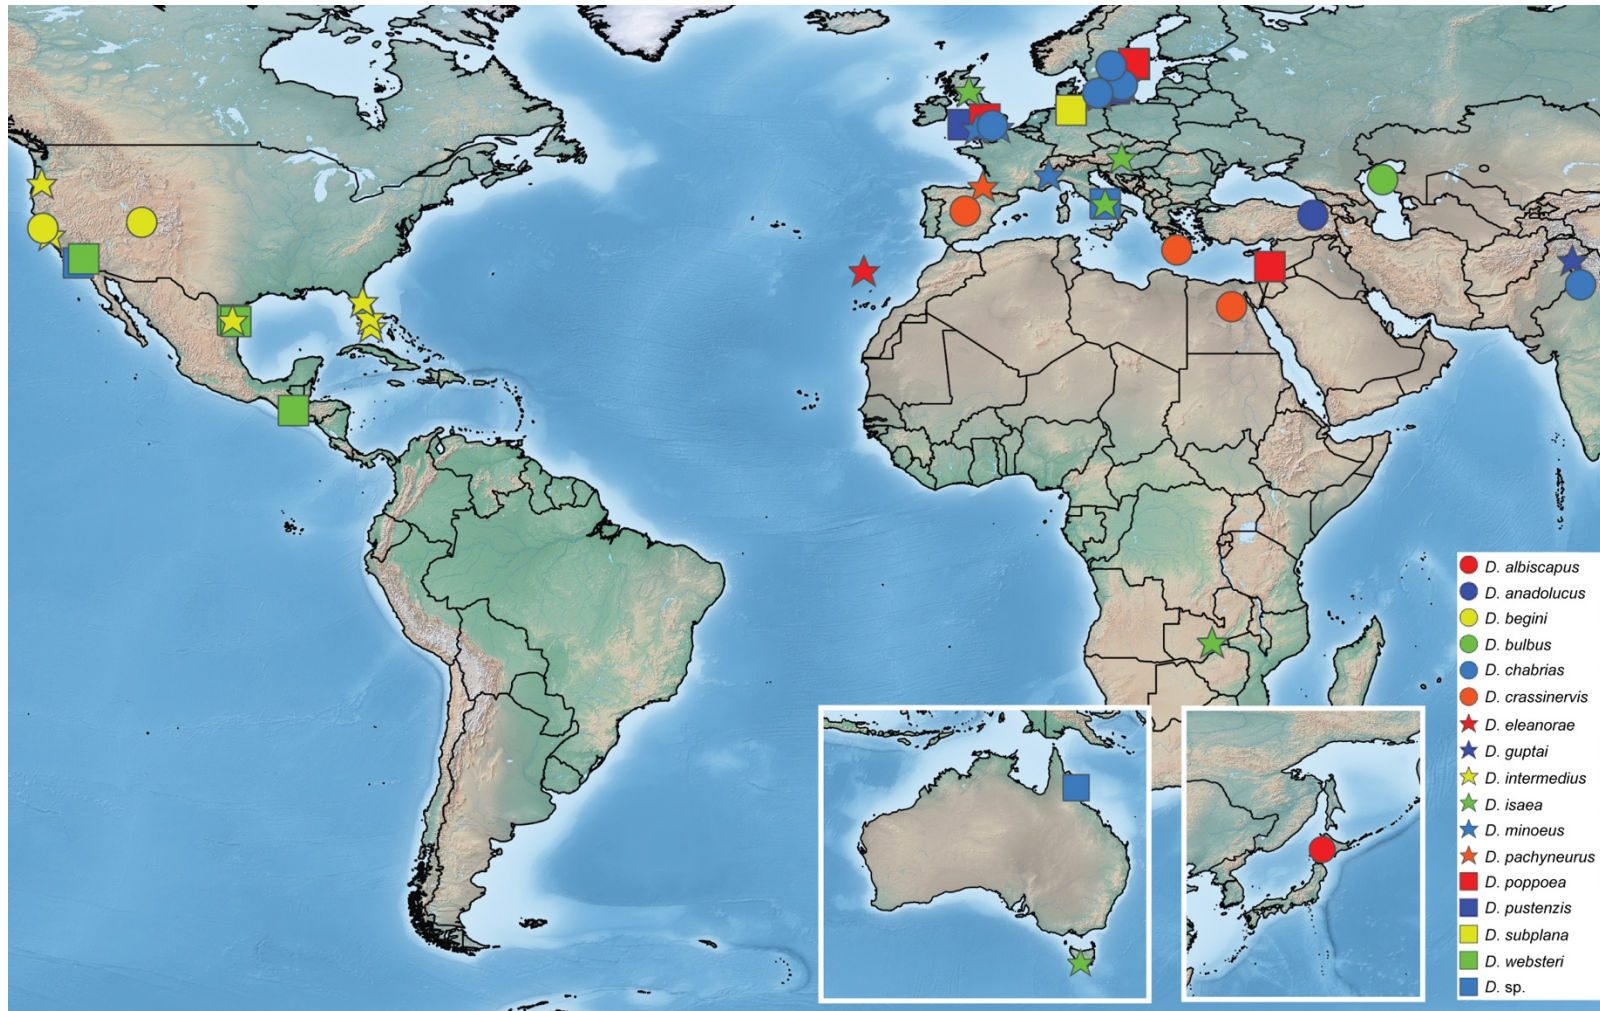 D. albiscapus
D. anadolucus
D. begini
D. bulbus
D. chabrias
D. crassinervis
D. eleanorae
D. guptai
D. intermedius
D. isaea
D. minoeus
D. pachyneurus
D. poppoea
D. pustenzis
D. subplana
D. websteri
D. sp.